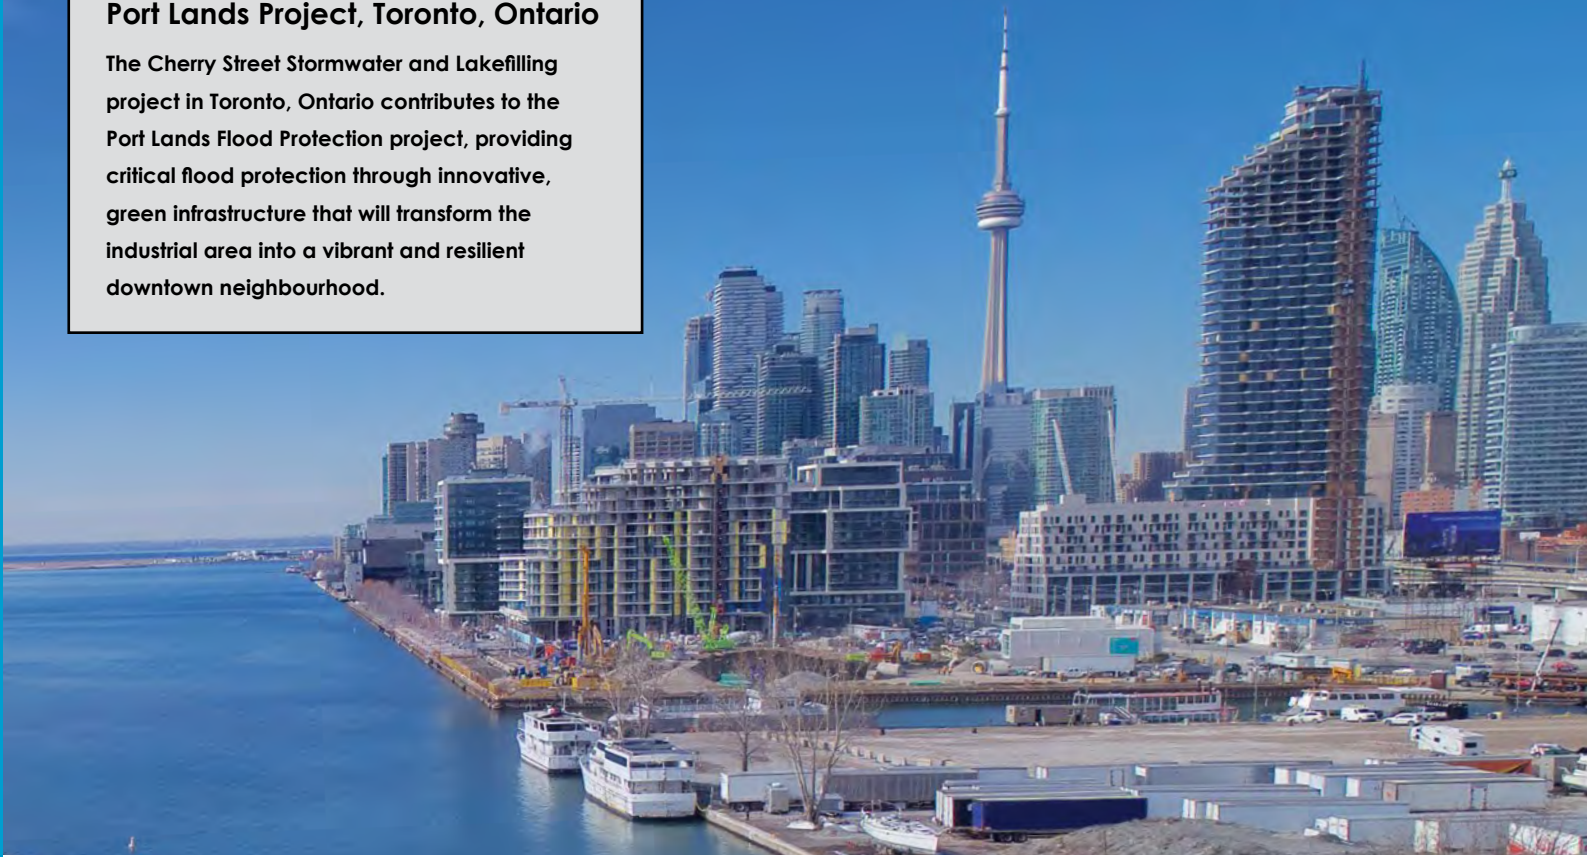 Port Lands Project, Toronto, Ontario
The Cherry Street Stormwater and Lakefilling
project in Toronto, Ontario contributes to the
Port Lands Flood Protection project, providing
critical flood protection through innovative,
green infrastructure that will transform the
industrial area into a vibrant and resilient
downtown neighbourhood.